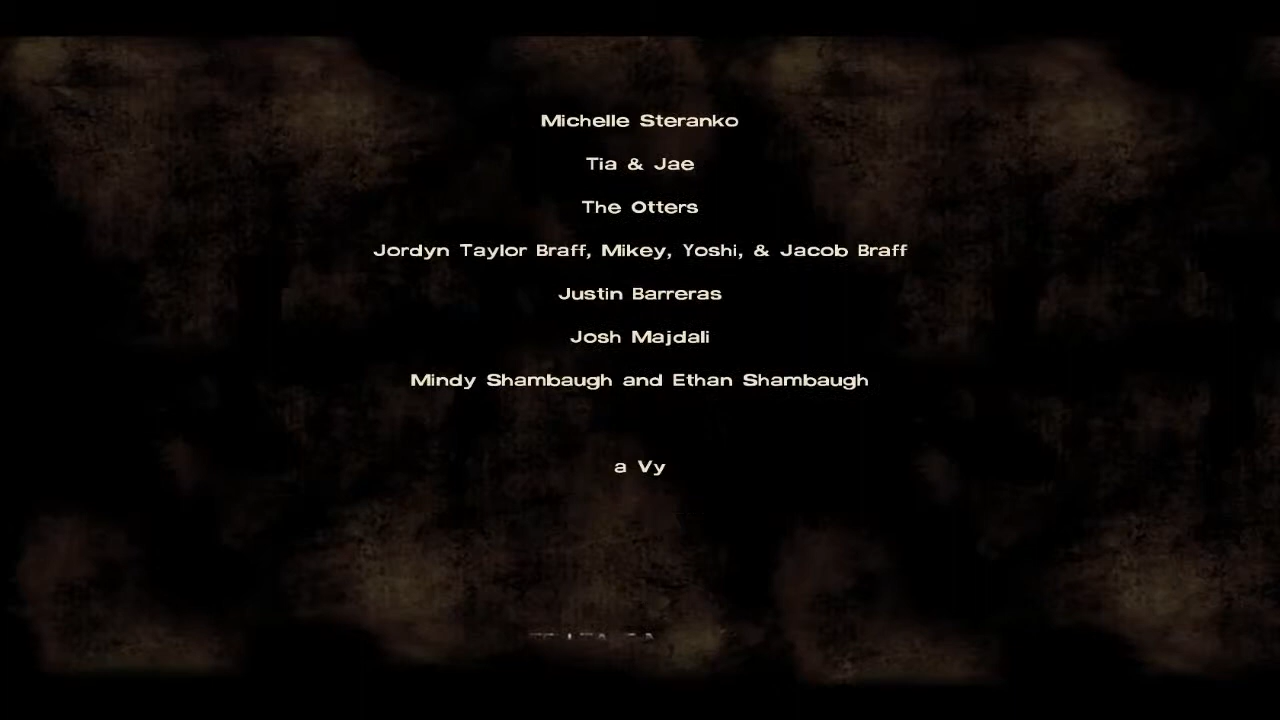 Michelle Steranko
Tia & Jae
The Otters
Jordyn Taylor Braff, Mikey, Yoshi, & Jacob Braff
Justin Barreras
Josh Majdali
Mindy Shambaugh and Ethan Shambaugh
a Vy